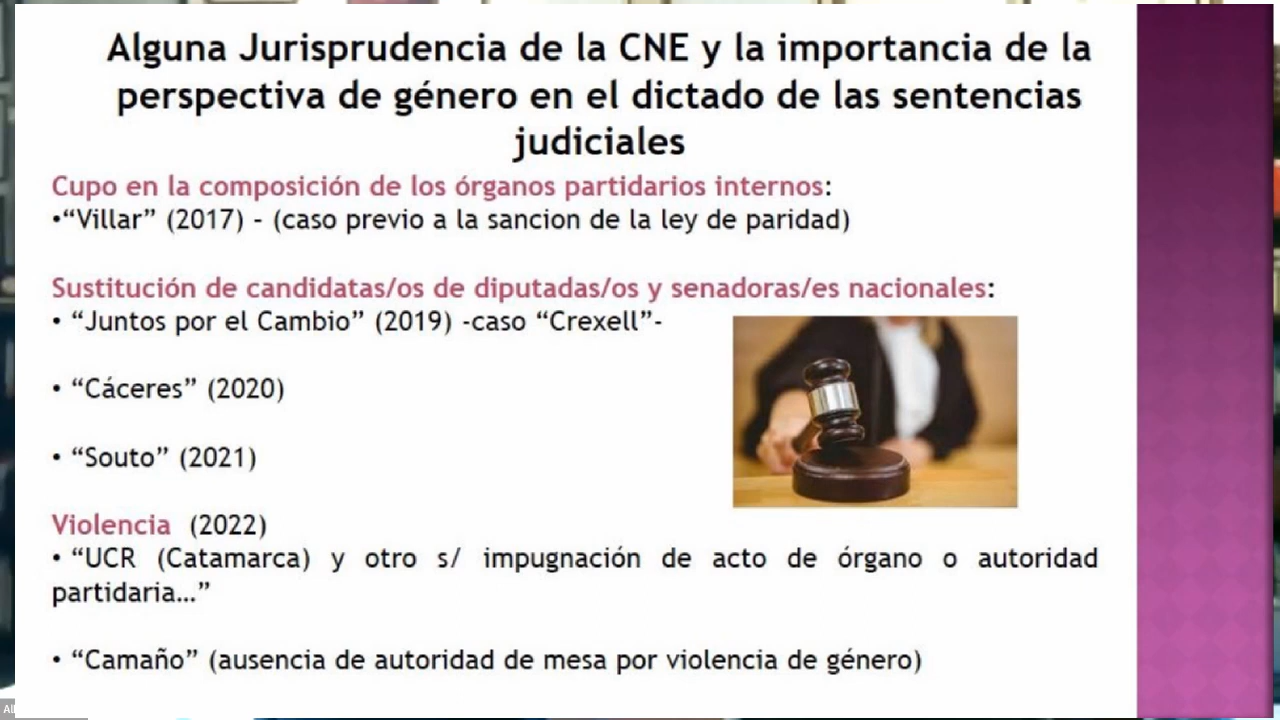 Alguna Jurisprudencia de la CNE y la importancia de la
perspectiva de género en el dictado de las sentencias
judiciales
Cupo en la composición de los órganos partidarios internos:
•“Villar” (2017) - (caso previo a la sancion de la ley de paridad)
Sustitución de candidatas/os de diputadas/os y senadoras/es nacionales:
• “Juntos por el Cambio” (2019) -caso “Crexell”-
• “Cáceres” (2020)
• “Souto” (2021)
Violencia (2022)
• “UCR (Catamarca) y otro s/ impugnación de acto de órgano o autoridad
partidaria…”
• “Camaño” (ausencia de autoridad de mesa por violencia de género)